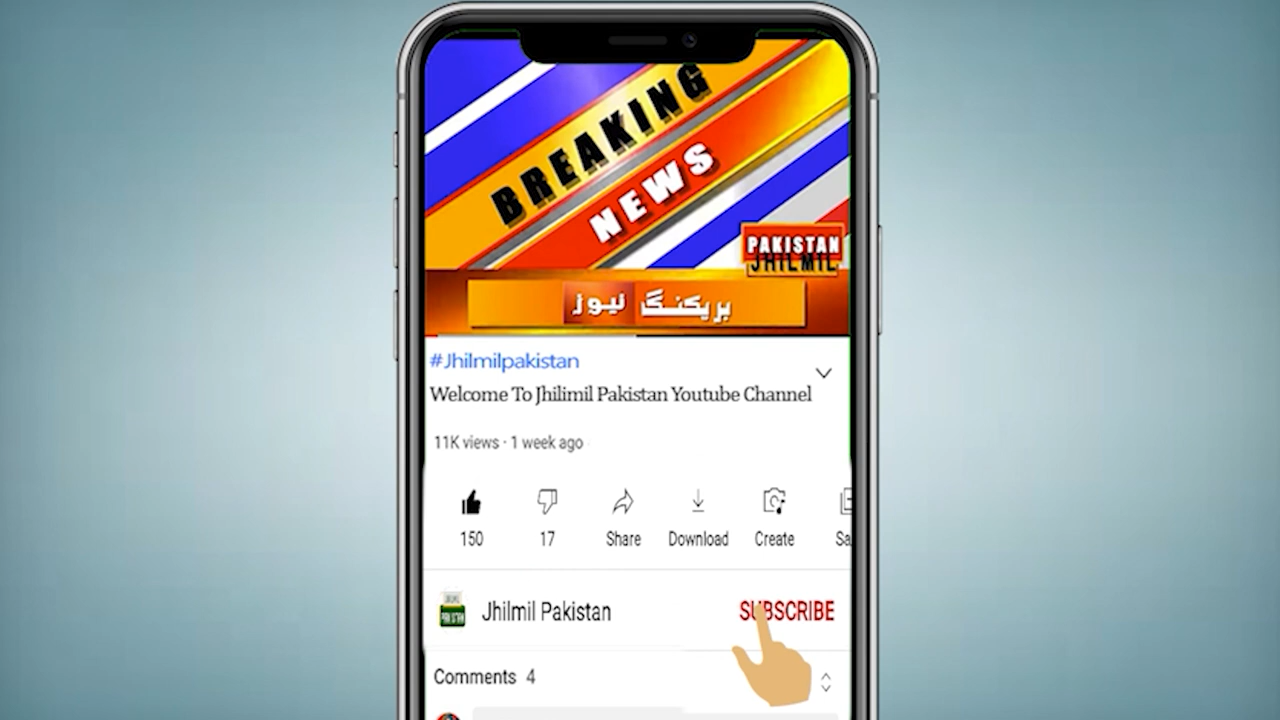 BREAKING
NEWS
PAKISTAN
JHILMIL
بریکنگ نیوز
#Jhilmilpakistan
Welcome To Jhilimil Pakistan Youtube Channel
11K views · 1 week ago
150
17
Share
Download
Create
Jhilmil Pakistan
SUBSCRIBE
Comments 4